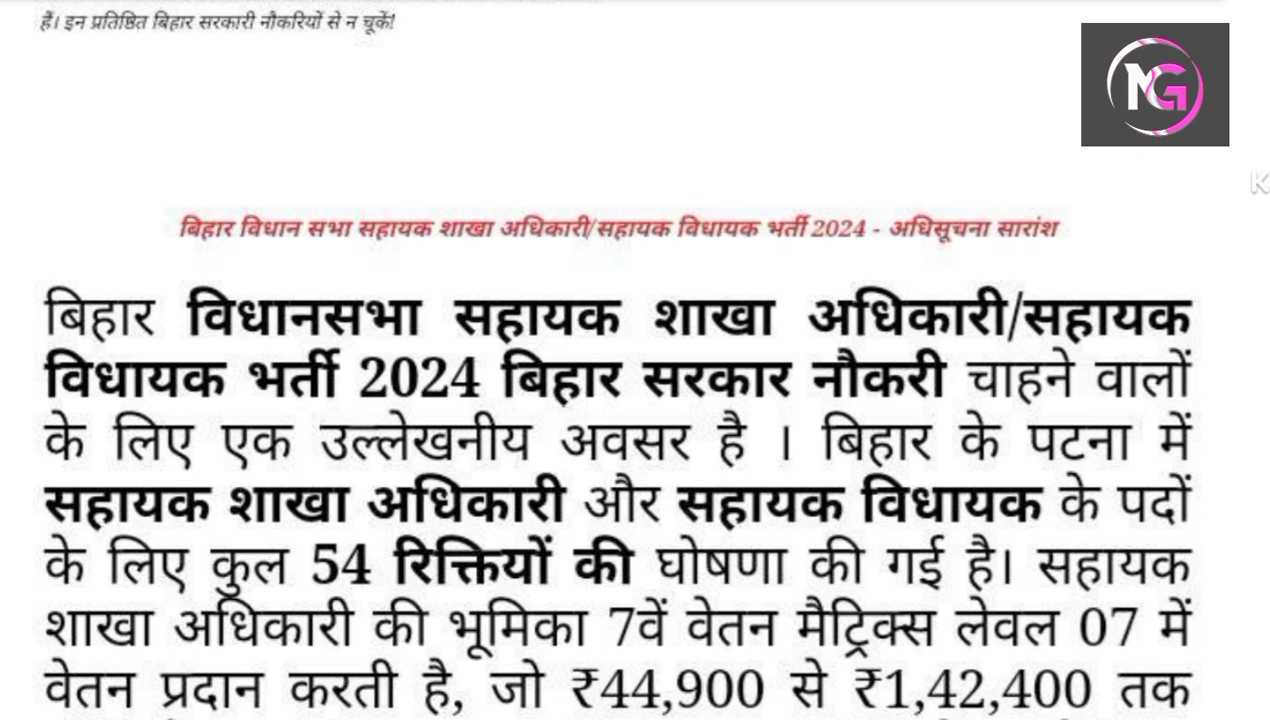 हैं। इन प्रतिष्ठित बिहार सरकारी नौकरियों से न चूकें!
NG
K
बिहार विधान सभा सहायक शाखा अधिकारी/सहायक विधायक भर्ती 2024 - अधिसूचना सारांश
बिहार विधानसभा सहायक शाखा अधिकारी/सहायक
विधायक भर्ती 2024 बिहार सरकार नौकरी चाहने वालों
के लिए एक उल्लेखनीय अवसर है । बिहार के पटना में
सहायक शाखा अधिकारी और सहायक विधायक के पदों
के लिए कुल 54 रिक्तियों की घोषणा की गई है। सहायक
शाखा अधिकारी की भूमिका 7वें वेतन मैट्रिक्स लेवल 07 में
वेतन प्रदान करती है, जो ₹44,900 से ₹1,42,400 तक